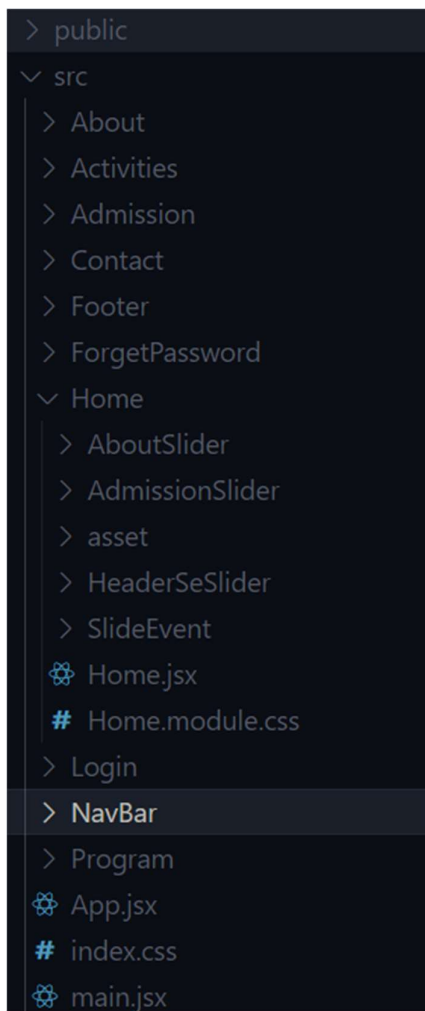 public
src
About
Activities
Admission
Contact
Footer
ForgetPassword
Home
AboutSlider
AdmissionSlider
asset
HeaderSeSlider
SlideEvent
Home.jsx
# Home.module.css
Login
NavBar
Program
App.jsx
# index.css
main.jsx